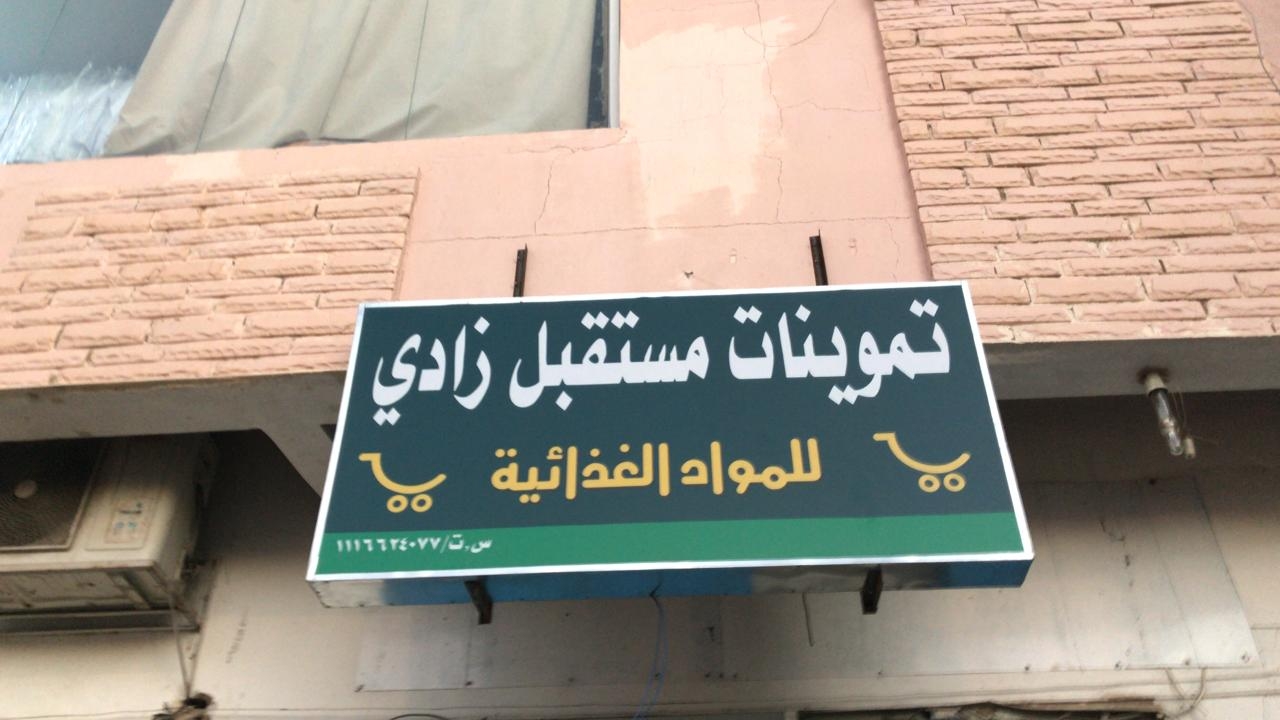 تموينات مستقبل زادي
للمواد الغذائية
س.ت/١١١٦٦٢٤٠٧٧